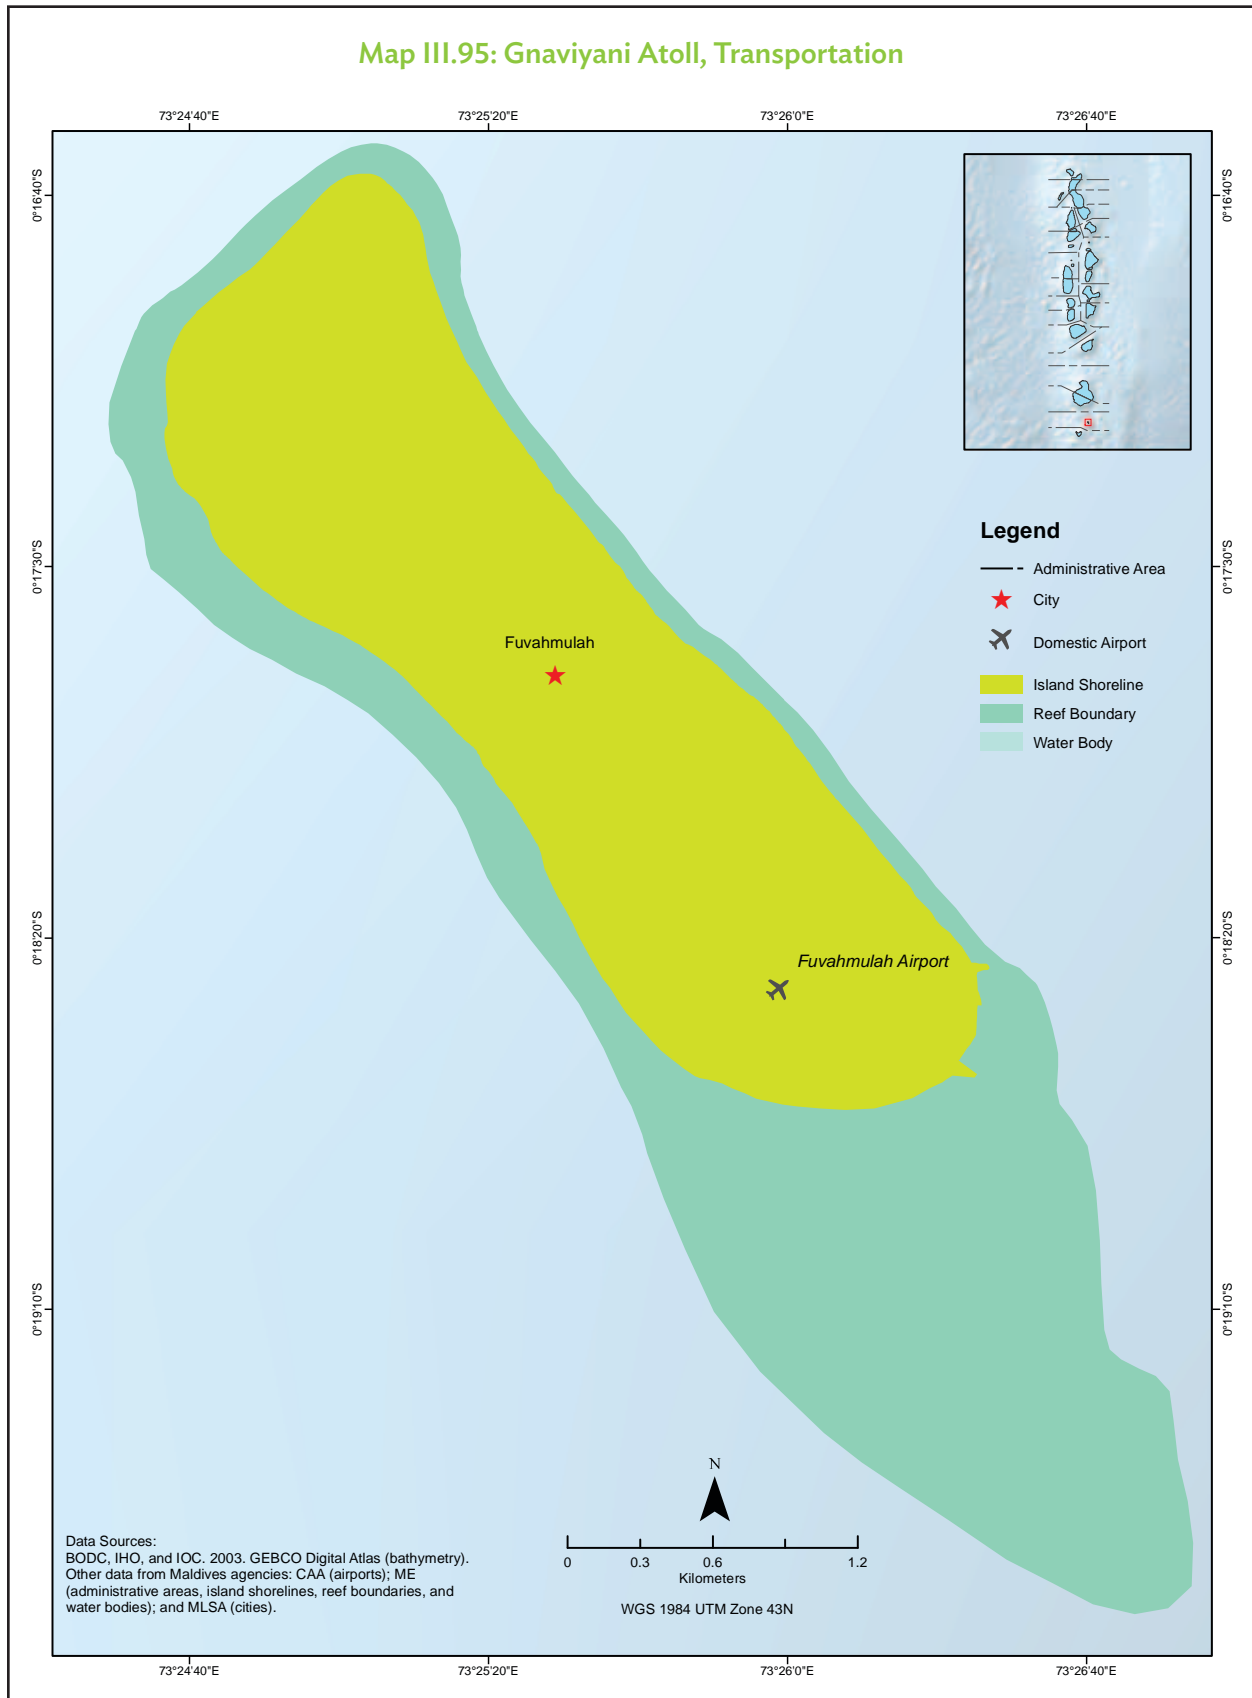 Map III.95: Gnaviyani Atoll, Transportation
73°24'40"E
73°25'20"E
73°26'0"E
73°26'40"E
0°16'40"S
0°16'40"S
Legend
Administrative Area
City
Domestic Airport
Island Shoreline
Reef Boundary
Water Body
0°17'30"S
0°17'30"S
Fuvahmulah
0°18'20"S
0°18'20"S
Fuvahmulah Airport
0°19'10"S
0°19'10"S
N
0 0.3 0.6 1.2
Kilometers
WGS 1984 UTM Zone 43N
Data Sources:
BODC, IHO, and IOC. 2003. GEBCO Digital Atlas (bathymetry).
Other data from Maldives agencies: CAA (airports); ME
(administrative areas, island shorelines, reef boundaries, and
water bodies); and MLSA (cities).
73°24'40"E
73°25'20"E
73°26'0"E
73°26'40"E